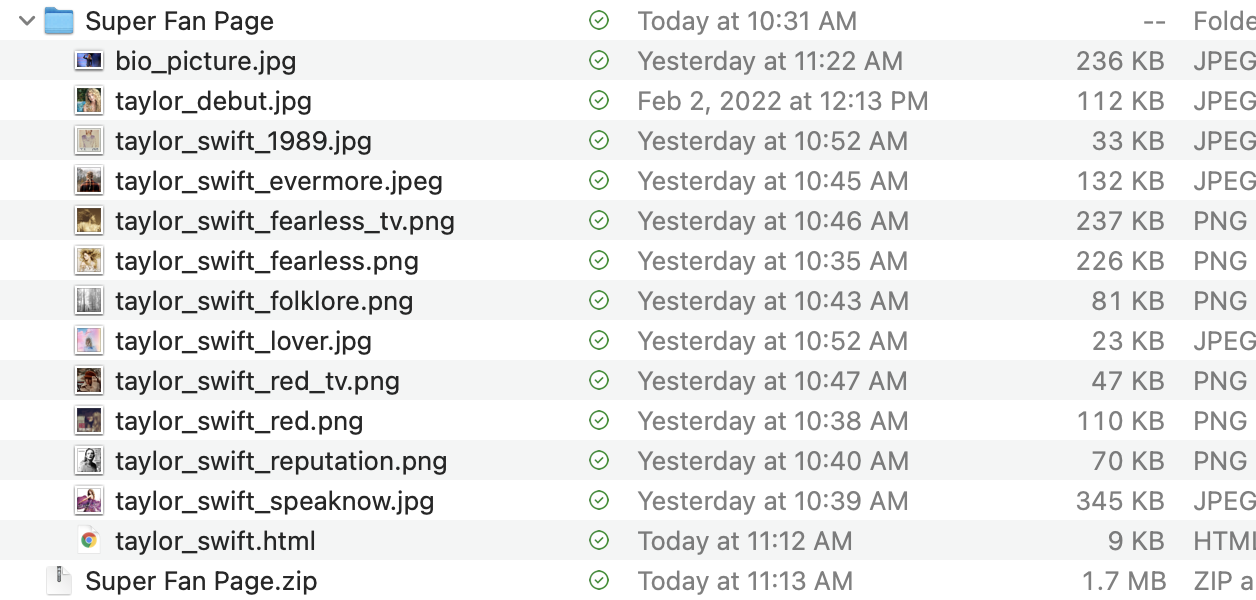 Super Fan Page Today at 10:31 AM -- Folde
bio_picture.jpg Yesterday at 11:22 AM 236 KB JPEG
taylor_debut.jpg Feb 2, 2022 at 12:13 PM 112 KB JPEG
taylor_swift_1989.jpg Yesterday at 10:52 AM 33 KB JPEG
taylor_swift_evermore.jpeg Yesterday at 10:45 AM 132 KB JPEG
taylor_swift_fearless_tv.png Yesterday at 10:46 AM 237 KB PNG
taylor_swift_fearless.png Yesterday at 10:35 AM 226 KB PNG
taylor_swift_folklore.png Yesterday at 10:43 AM 81 KB PNG
taylor_swift_lover.jpg Yesterday at 10:52 AM 23 KB JPEG
taylor_swift_red_tv.png Yesterday at 10:47 AM 47 KB PNG
taylor_swift_red.png Yesterday at 10:38 AM 110 KB PNG
taylor_swift_reputation.png Yesterday at 10:40 AM 70 KB PNG
taylor_swift_speaknow.jpg Yesterday at 10:39 AM 345 KB JPEG
taylor_swift.html Today at 11:12 AM 9 KB HTML
Super Fan Page.zip Today at 11:13 AM 1.7 MB ZIP a